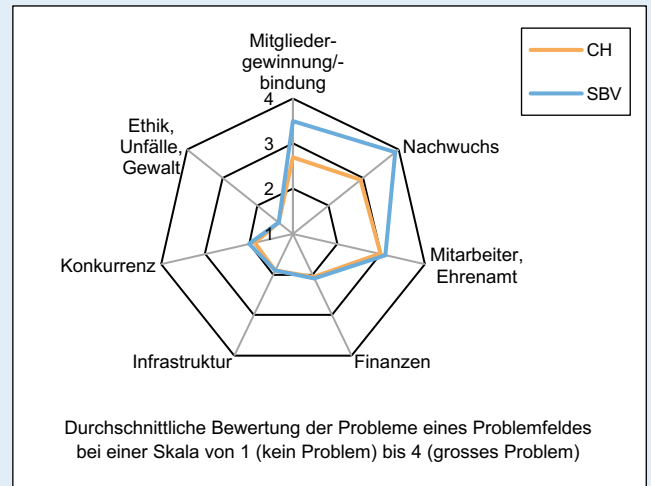 Mitglieder-
gewinnung/-
bindung
CH
SBV
4
3
2
1
Nachwuchs
Mitarbeiter,
Ehrenamt
Finanzen
Infrastruktur
Konkurrenz
Ethik,
Unfälle,
Gewalt
Durchschnittliche Bewertung der Probleme eines Problemfeldes
bei einer Skala von 1 (kein Problem) bis 4 (grosses Problem)